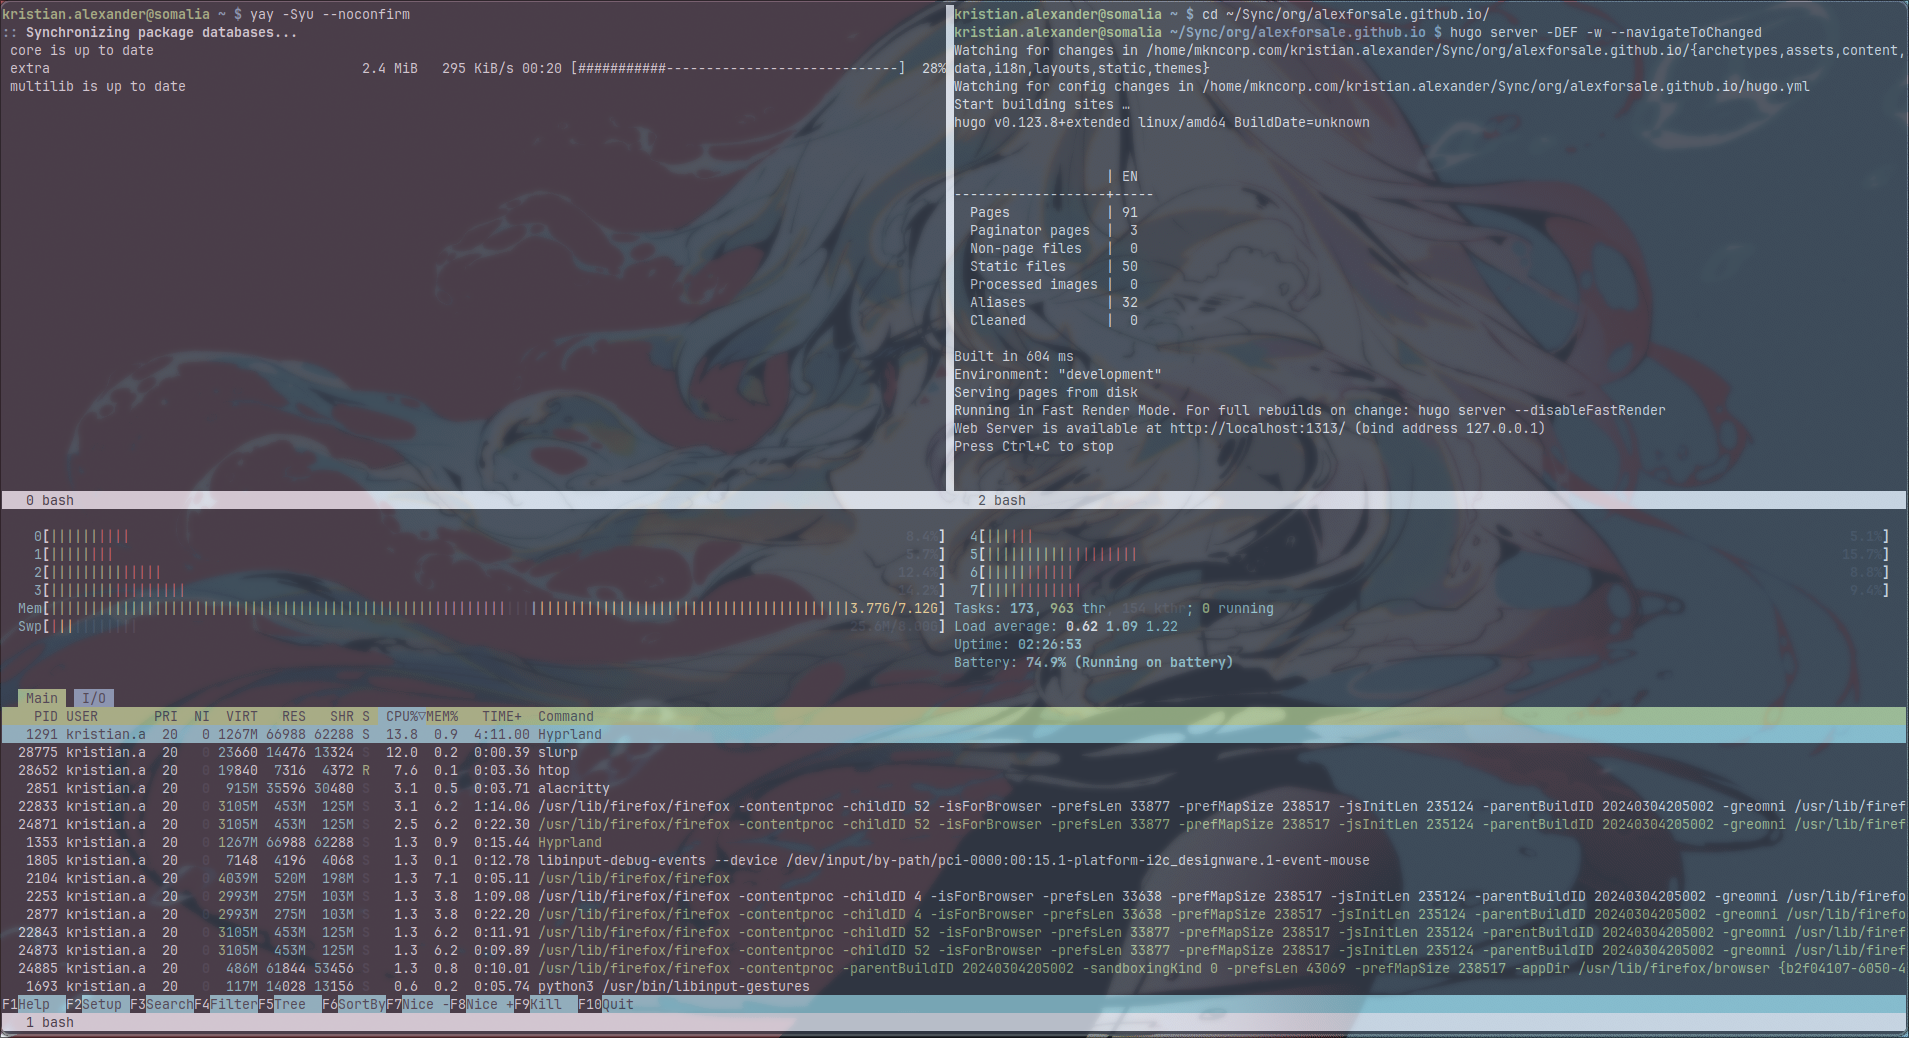 kristian.alexander@somalia ~ $ yay -Syu --noconfirm
:: Synchronizing package databases...
core is up to date
extra 2.4 MiB 295 KiB/s 00:20 [###########-----------------------------] 28%
multilib is up to date
0 bash
kristian.alexander@somalia ~ $ cd ~/Sync/org/alexforsale.github.io/
kristian.alexander@somalia ~/Sync/org/alexforsale.github.io $ hugo server -DEF -w --navigateToChanged
Watching for changes in /home/mkncorp.com/kristian.alexander/Sync/org/alexforsale.github.io/{archetypes,assets,content,
data,i18n,layouts,static,themes}
Watching for config changes in /home/mkncorp.com/kristian.alexander/Sync/org/alexforsale.github.io/hugo.yml
Start building sites …
hugo v0.123.8+extended linux/amd64 BuildDate=unknown
| EN
-------------------+-----
Pages | 91
Paginator pages | 3
Non-page files | 0
Static files | 50
Processed images | 0
Aliases | 32
Cleaned | 0
Built in 604 ms
Environment: "development"
Serving pages from disk
Running in Fast Render Mode. For full rebuilds on change: hugo server --disableFastRender
Web Server is available at http://localhost:1313/ (bind address 127.0.0.1)
Press Ctrl+C to stop
2 bash
0[|||||||||| 8.4%] 4[|||||| 5.1%]
1[|||||||| 5.7%] 5[||||||||||||||||||| 15.7%]
2[|||||||||||||| 12.4%] 6[||||||||||| 8.8%]
3[||||||||||||||||| ] 7[|||||||||||| 9.4%]
Mem[|||||||||||||||||||||||||||||||||||||||||||||||||||||||||||||||||||||||||||||||||||||||||||||||||||3.77G/7.12G] Tasks: 173, 963 thr, 154 kthr; 0 running
Swp[||||||||||| 25.6M/8.00G] Load average: 0.62 1.09 1.22
Uptime: 02:26:53
Battery: 74.9% (Running on battery)
Main I/O
PID USER PRI NI VIRT RES SHR S CPU%▽MEM% TIME+ Command
1291 kristian.a 20 0 1267M 66988 62288 S 13.8 0.9 4:11.00 Hyprland
28775 kristian.a 20 0 23660 14476 13324 S 12.0 0.2 0:00.39 slurp
28652 kristian.a 20 0 19840 7316 4372 R 7.6 0.1 0:03.36 htop
2851 kristian.a 20 0 915M 35596 30480 S 3.1 0.5 0:03.71 alacritty
22833 kristian.a 20 0 3105M 453M 125M S 3.1 6.2 1:14.06 /usr/lib/firefox/firefox -contentproc -childID 52 -isForBrowser -prefsLen 33877 -prefMapSize 238517 -jsInitLen 235124 -parentBuildID 20240304205002 -greomni /usr/lib/firef
24871 kristian.a 20 0 3105M 453M 125M S 2.5 6.2 0:22.30 /usr/lib/firefox/firefox -contentproc -childID 52 -isForBrowser -prefsLen 33877 -prefMapSize 238517 -jsInitLen 235124 -parentBuildID 20240304205002 -greomni /usr/lib/firef
1353 kristian.a 20 0 1267M 66988 62288 S 1.3 0.9 0:15.44 Hyprland
1805 kristian.a 20 0 7148 4196 4068 S 1.3 0.1 0:12.78 libinput-debug-events --device /dev/input/by-path/pci-0000:00:15.1-platform-i2c_designware.1-event-mouse
2104 kristian.a 20 0 4039M 520M 198M S 1.3 7.1 0:05.11 /usr/lib/firefox/firefox
2253 kristian.a 20 0 2993M 275M 103M S 1.3 3.8 1:09.08 /usr/lib/firefox/firefox -contentproc -childID 4 -isForBrowser -prefsLen 33638 -prefMapSize 238517 -jsInitLen 235124 -parentBuildID 20240304205002 -greomni /usr/lib/firefo
2877 kristian.a 20 0 2993M 275M 103M S 1.3 3.8 0:22.20 /usr/lib/firefox/firefox -contentproc -childID 4 -isForBrowser -prefsLen 33638 -prefMapSize 238517 -jsInitLen 235124 -parentBuildID 20240304205002 -greomni /usr/lib/firefo
22843 kristian.a 20 0 3105M 453M 125M S 1.3 6.2 0:11.91 /usr/lib/firefox/firefox -contentproc -childID 52 -isForBrowser -prefsLen 33877 -prefMapSize 238517 -jsInitLen 235124 -parentBuildID 20240304205002 -greomni /usr/lib/firef
24873 kristian.a 20 0 3105M 453M 125M S 1.3 6.2 0:09.89 /usr/lib/firefox/firefox -contentproc -childID 52 -isForBrowser -prefsLen 33877 -prefMapSize 238517 -jsInitLen 235124 -parentBuildID 20240304205002 -greomni /usr/lib/firef
24885 kristian.a 20 0 486M 61844 53456 S 1.3 0.8 0:10.01 /usr/lib/firefox/firefox -contentproc -parentBuildID 20240304205002 -sandboxingKind 0 -prefsLen 43069 -prefMapSize 238517 -appDir /usr/lib/firefox/browser {b2f04107-6050-4
1693 kristian.a 20 0 117M 14028 13156 S 0.6 0.2 0:05.74 python3 /usr/bin/libinput-gestures
F1Help F2Setup F3SearchF4FilterF5Tree F6SortByF7Nice -F8Nice +F9Kill F10Quit
1 bash